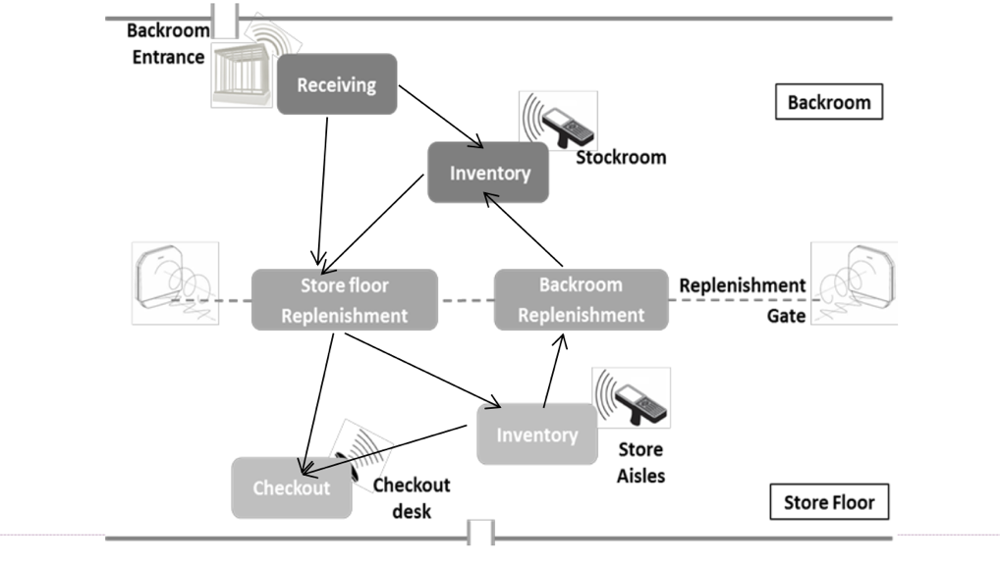 Backroom
Entrance
Receiving
Backroom
Stockroom
Inventory
Store floor
Replenishment
Backroom
Replenishment
Replenishment
Gate
Inventory
Store
Aisles
Checkout
Checkout
desk
Store Floor